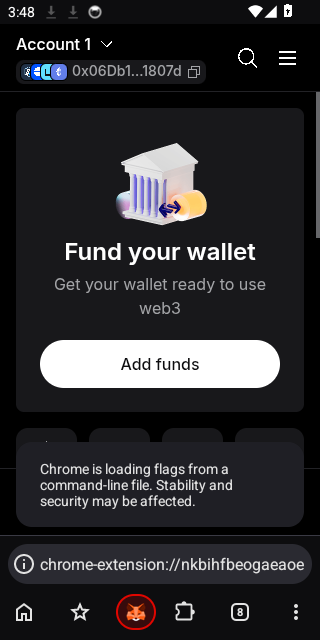 3:48
Account 1
0x06Db1...1807d
Fund your wallet
Get your wallet ready to use
web3
Add funds
Chrome is loading flags from a
command-line file. Stability and
security may be affected.
chrome-extension://nkbihfbeogaeaoe
8